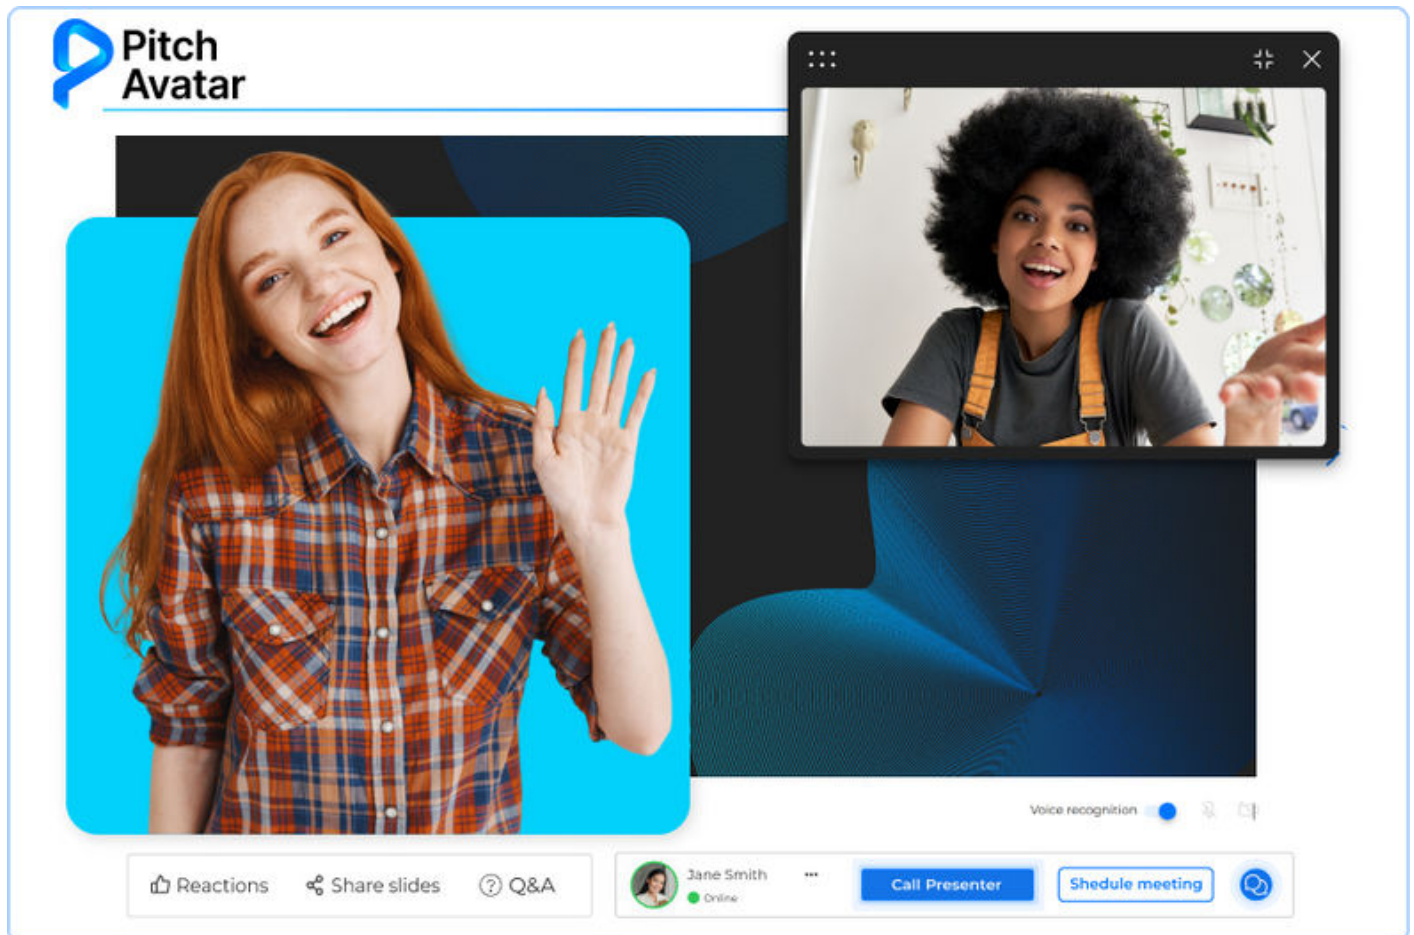 Pitch
Avatar
Voice recognition
Reactions
Share slides
Q&A
Jane Smith
Online
Call Presenter
Shedule meeting